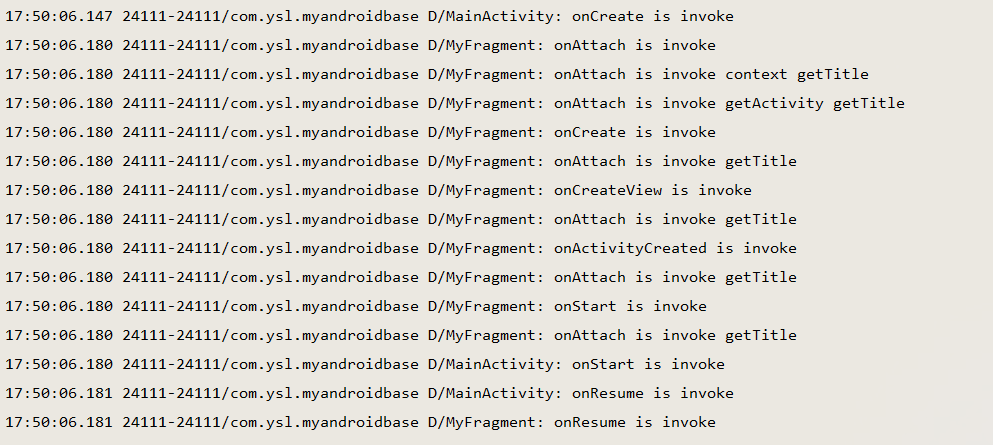 17:50:06.147 24111-24111/com.ysl.myandroidbase D/MainActivity: onCreate is invoke
17:50:06.180 24111-24111/com.ysl.myandroidbase D/MyFragment: onAttach is invoke
17:50:06.180 24111-24111/com.ysl.myandroidbase D/MyFragment: onAttach is invoke context getTitle
17:50:06.180 24111-24111/com.ysl.myandroidbase D/MyFragment: onAttach is invoke getActivity getTitle
17:50:06.180 24111-24111/com.ysl.myandroidbase D/MyFragment: onCreate is invoke
17:50:06.180 24111-24111/com.ysl.myandroidbase D/MyFragment: onAttach is invoke getTitle
17:50:06.180 24111-24111/com.ysl.myandroidbase D/MyFragment: onCreateView is invoke
17:50:06.180 24111-24111/com.ysl.myandroidbase D/MyFragment: onAttach is invoke getTitle
17:50:06.180 24111-24111/com.ysl.myandroidbase D/MyFragment: onActivityCreated is invoke
17:50:06.180 24111-24111/com.ysl.myandroidbase D/MyFragment: onAttach is invoke getTitle
17:50:06.180 24111-24111/com.ysl.myandroidbase D/MyFragment: onStart is invoke
17:50:06.180 24111-24111/com.ysl.myandroidbase D/MyFragment: onAttach is invoke getTitle
17:50:06.180 24111-24111/com.ysl.myandroidbase D/MainActivity: onStart is invoke
17:50:06.181 24111-24111/com.ysl.myandroidbase D/MainActivity: onResume is invoke
17:50:06.181 24111-24111/com.ysl.myandroidbase D/MyFragment: onResume is invoke